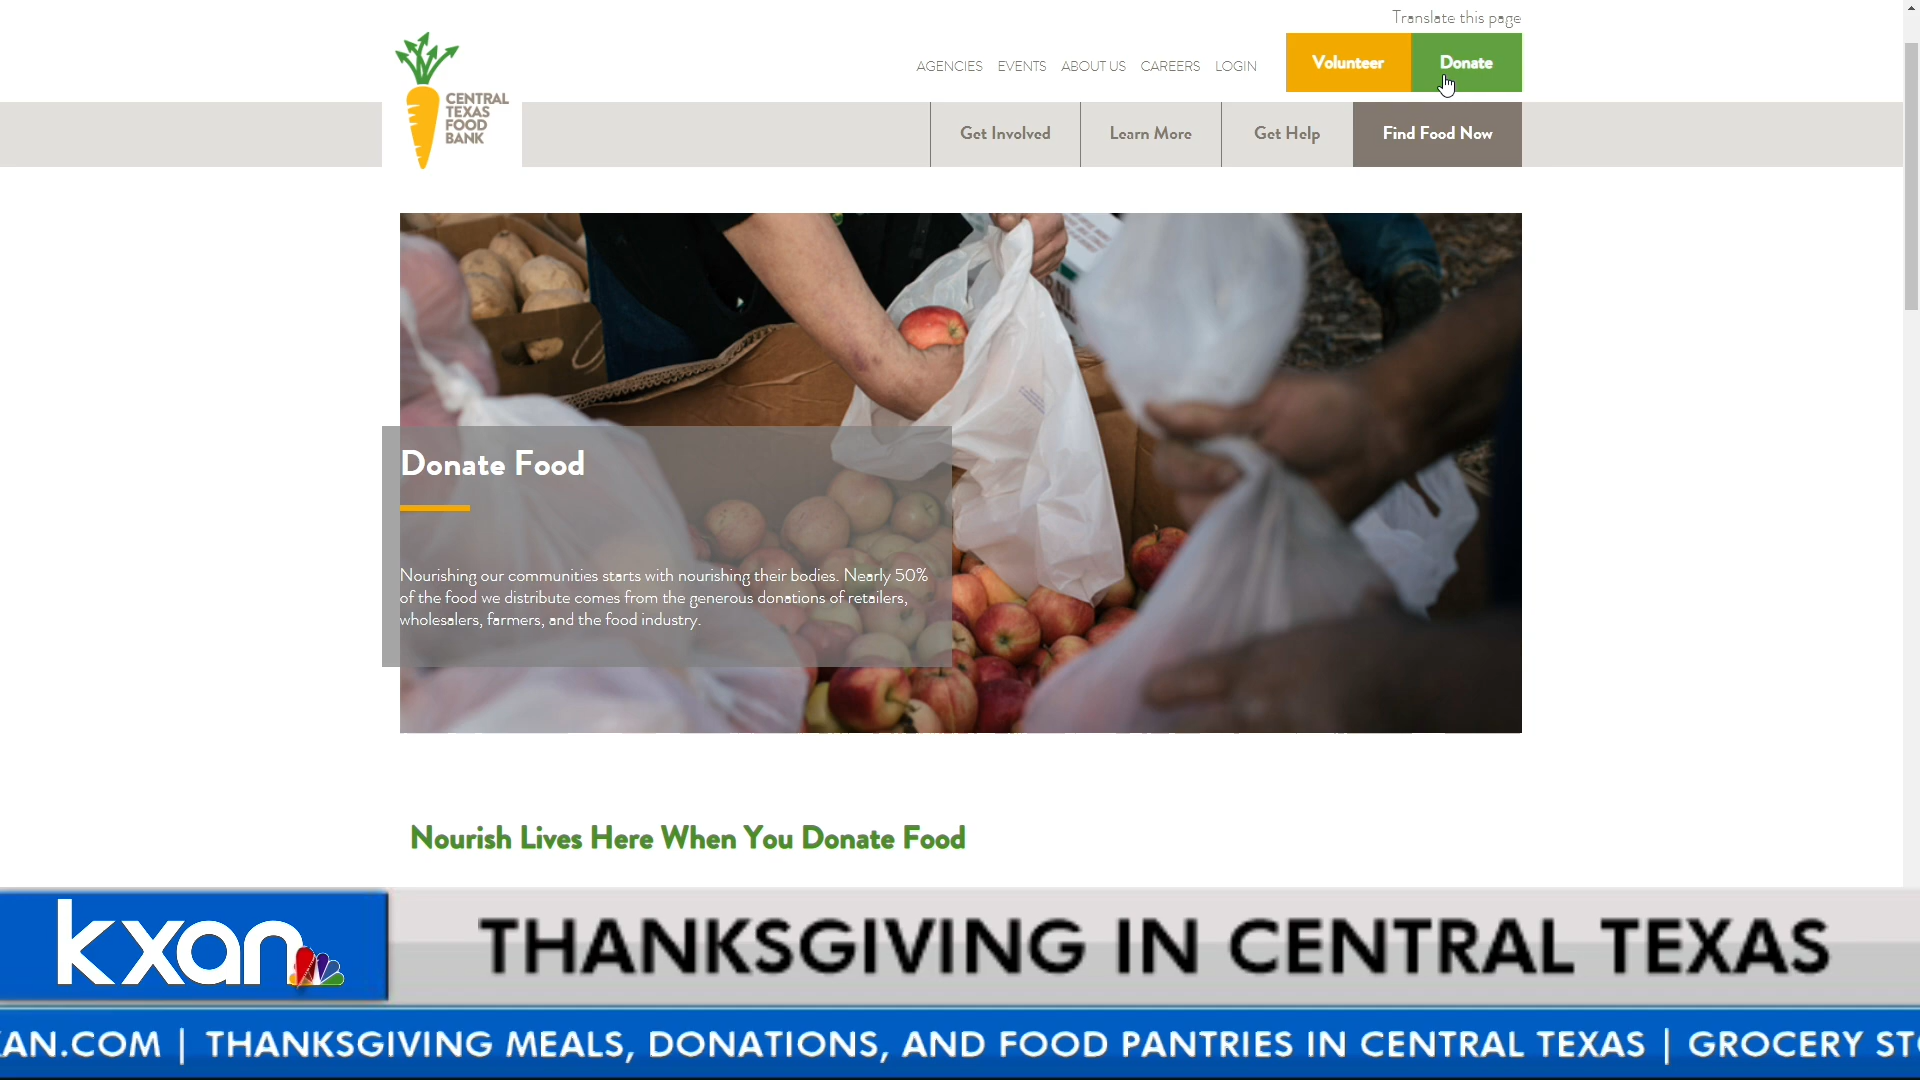 Translate this page
AGENCIES EVENTS ABOUT US CAREERS LOGIN Volunteer Donate
CENTRAL
TEXAS
FOOD
BANK
Get Involved Learn More Get Help Find Food Now
Donate Food
Nourishing our communities starts with nourishing their bodies. Nearly 50%
of the food we distribute comes from the generous donations of retailers,
wholesalers, farmers, and the food industry.
Nourish Lives Here When You Donate Food
kxan THANKSGIVING IN CENTRAL TEXAS
XAN.COM | THANKSGIVING MEALS, DONATIONS, AND FOOD PANTRIES IN CENTRAL TEXAS | GROCERY ST